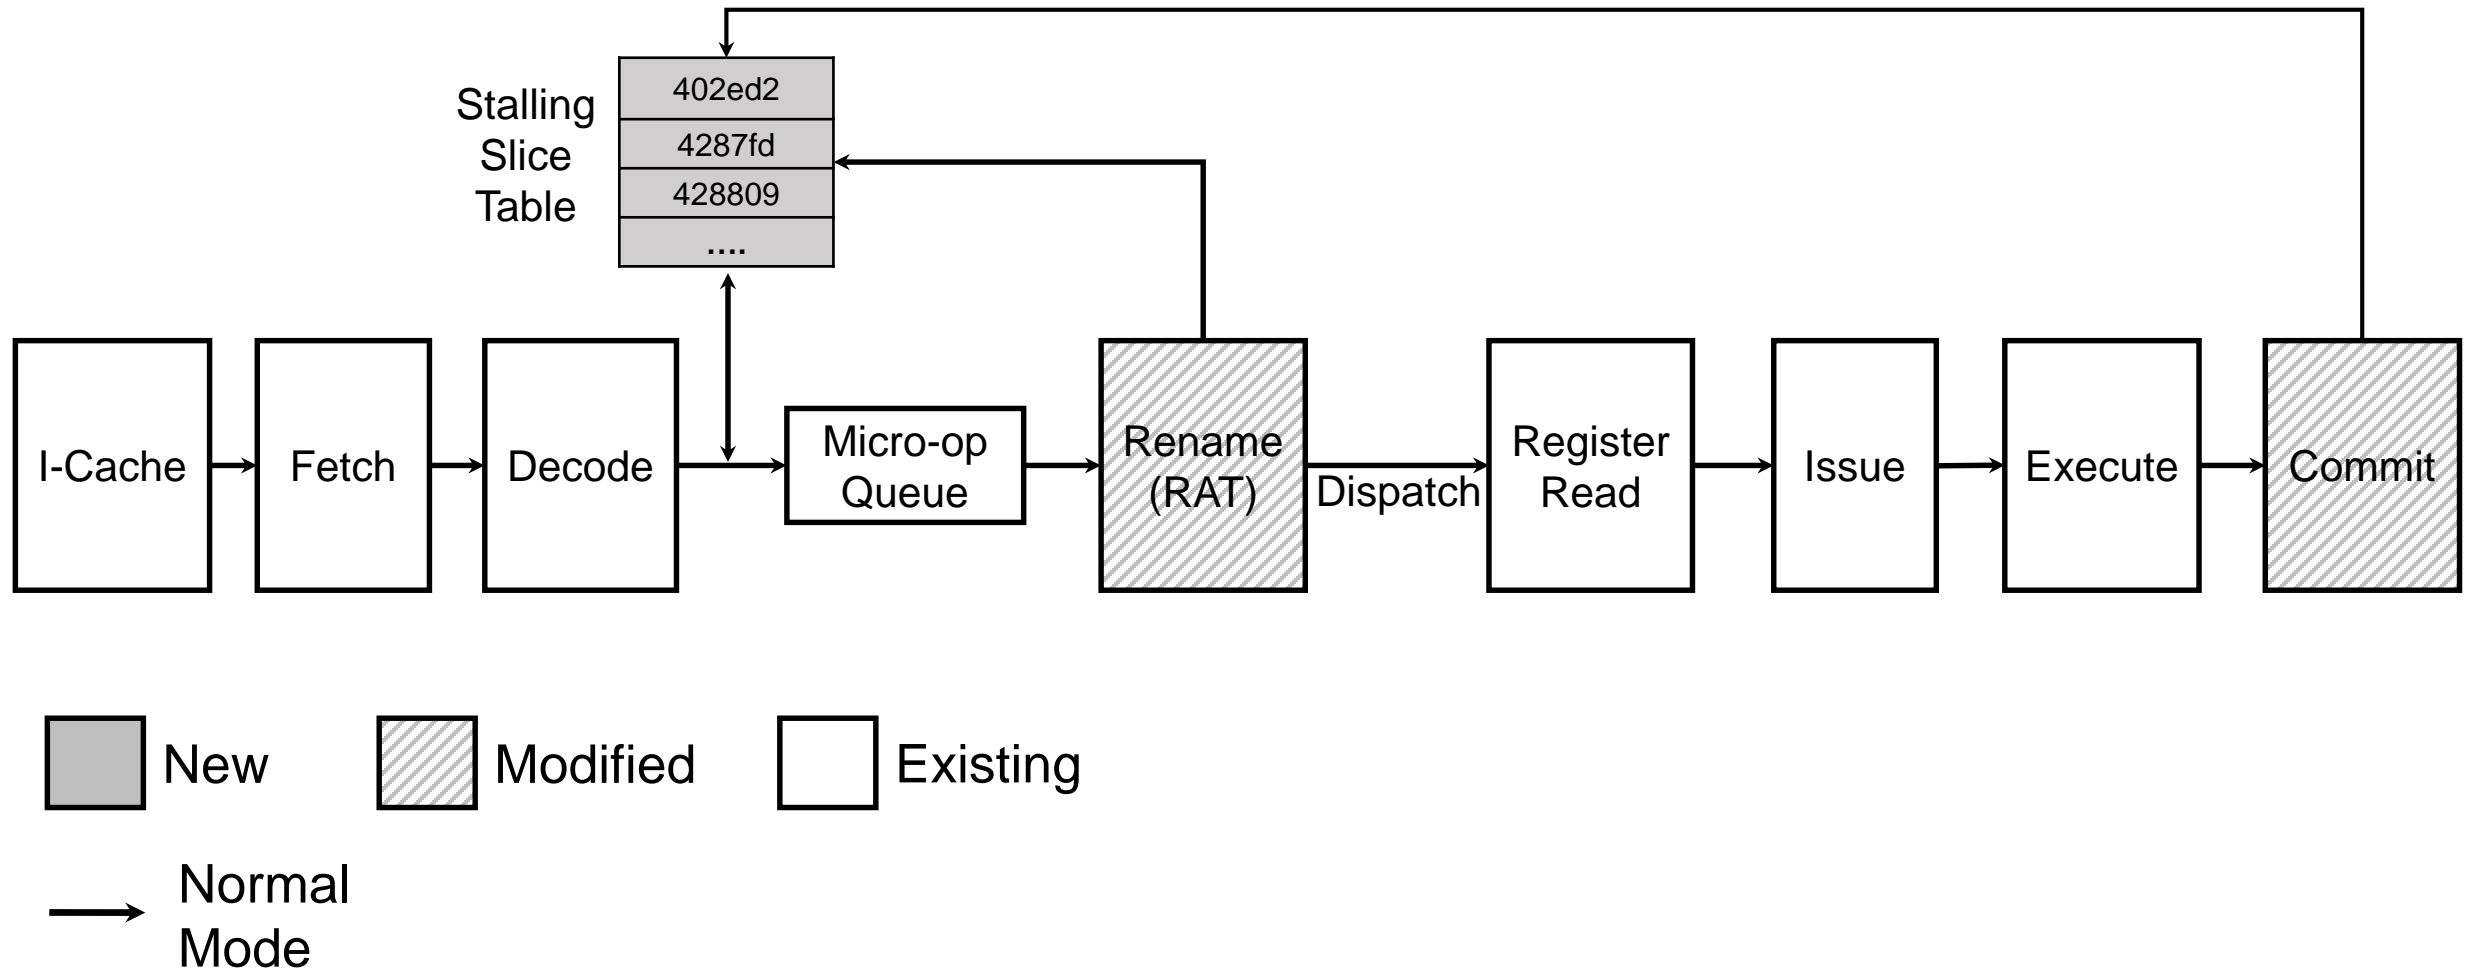 Stalling
Slice
Table
402ed2
4287fd
428809
....
I-Cache
Fetch
Decode
Micro-op
Queue
Rename
(RAT)
Dispatch
Register
Read
Issue
Execute
Commit
New
Modified
Existing
Normal
Mode